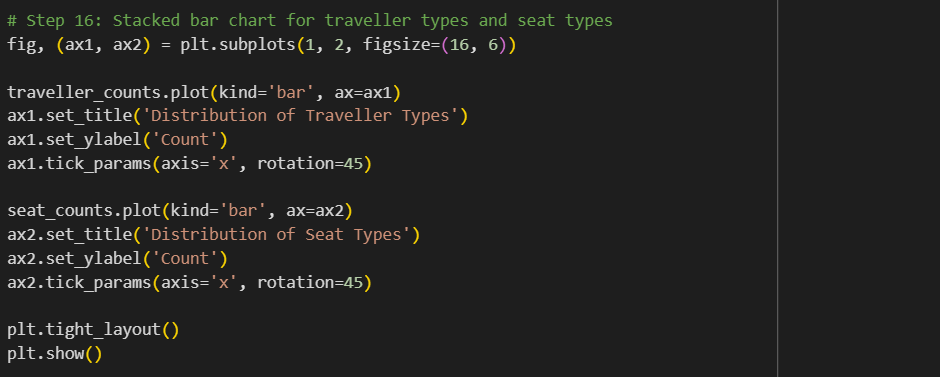 # Step 16: Stacked bar chart for traveller types and seat types
fig, (ax1, ax2) = plt.subplots(1, 2, figsize=(16, 6))
traveller_counts.plot(kind='bar', ax=ax1)
ax1.set_title('Distribution of Traveller Types')
ax1.set_ylabel('Count')
ax1.tick_params(axis='x', rotation=45)
seat_counts.plot(kind='bar', ax=ax2)
ax2.set_title('Distribution of Seat Types')
ax2.set_ylabel('Count')
ax2.tick_params(axis='x', rotation=45)
plt.tight_layout()
plt.show()